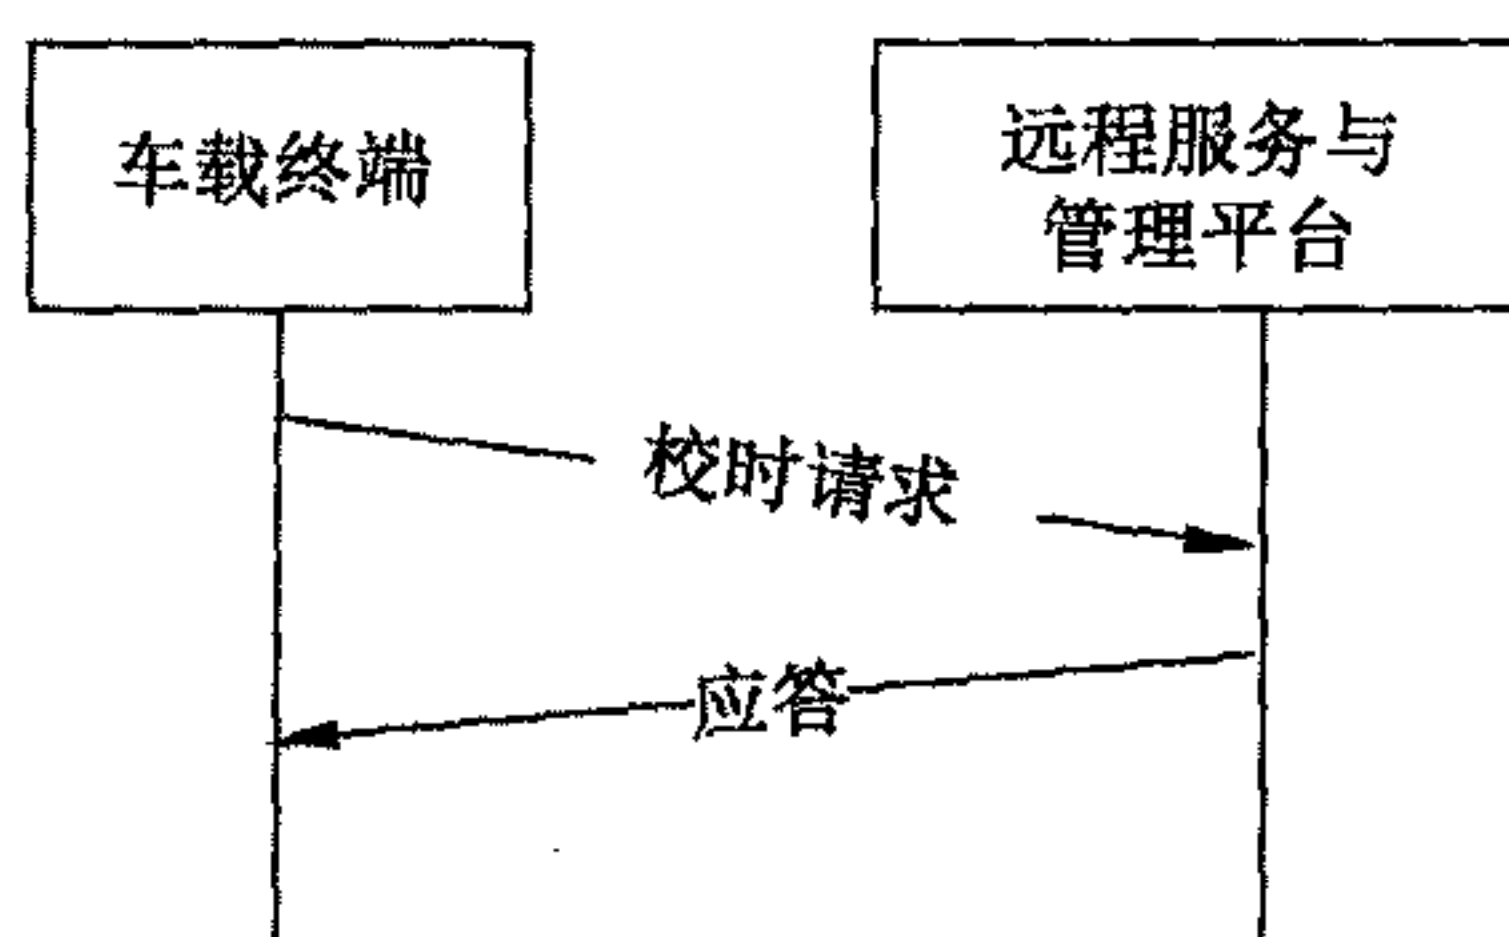 车载终端
远程服务与
管理平台
校时请求
应答